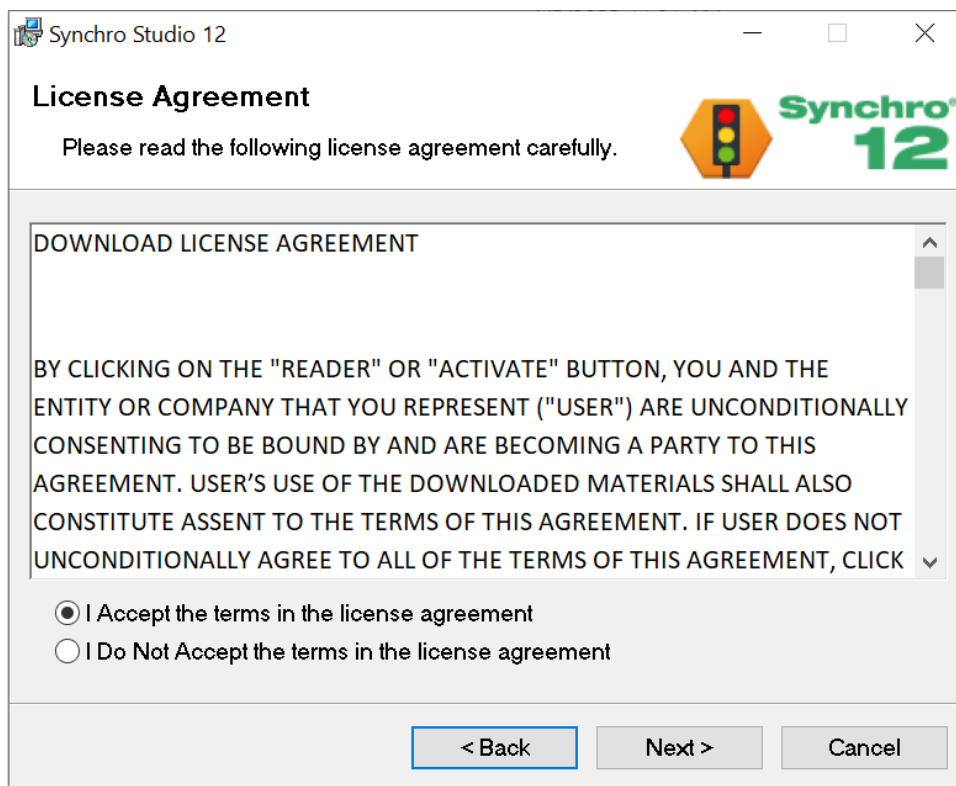 Synchro Studio 12
License Agreement
Please read the following license agreement carefully.
Synchro®
12
DOWNLOAD LICENSE AGREEMENT
BY CLICKING ON THE "READER" OR "ACTIVATE" BUTTON, YOU AND THE
ENTITY OR COMPANY THAT YOU REPRESENT ("USER") ARE UNCONDITIONALLY
CONSENTING TO BE BOUND BY AND ARE BECOMING A PARTY TO THIS
AGREEMENT. USER’S USE OF THE DOWNLOADED MATERIALS SHALL ALSO
CONSTITUTE ASSENT TO THE TERMS OF THIS AGREEMENT. IF USER DOES NOT
UNCONDITIONALLY AGREE TO ALL OF THE TERMS OF THIS AGREEMENT, CLICK
I Accept the terms in the license agreement
I Do Not Accept the terms in the license agreement
< Back Next > Cancel